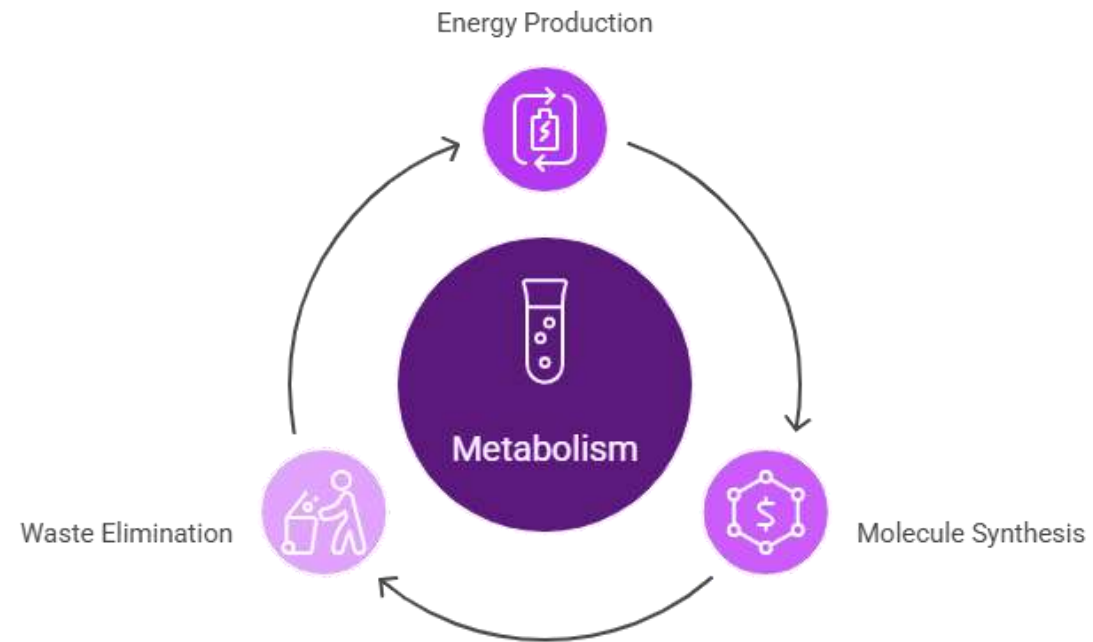 Energy Production
Metabolism
Waste Elimination
$
Molecule Synthesis